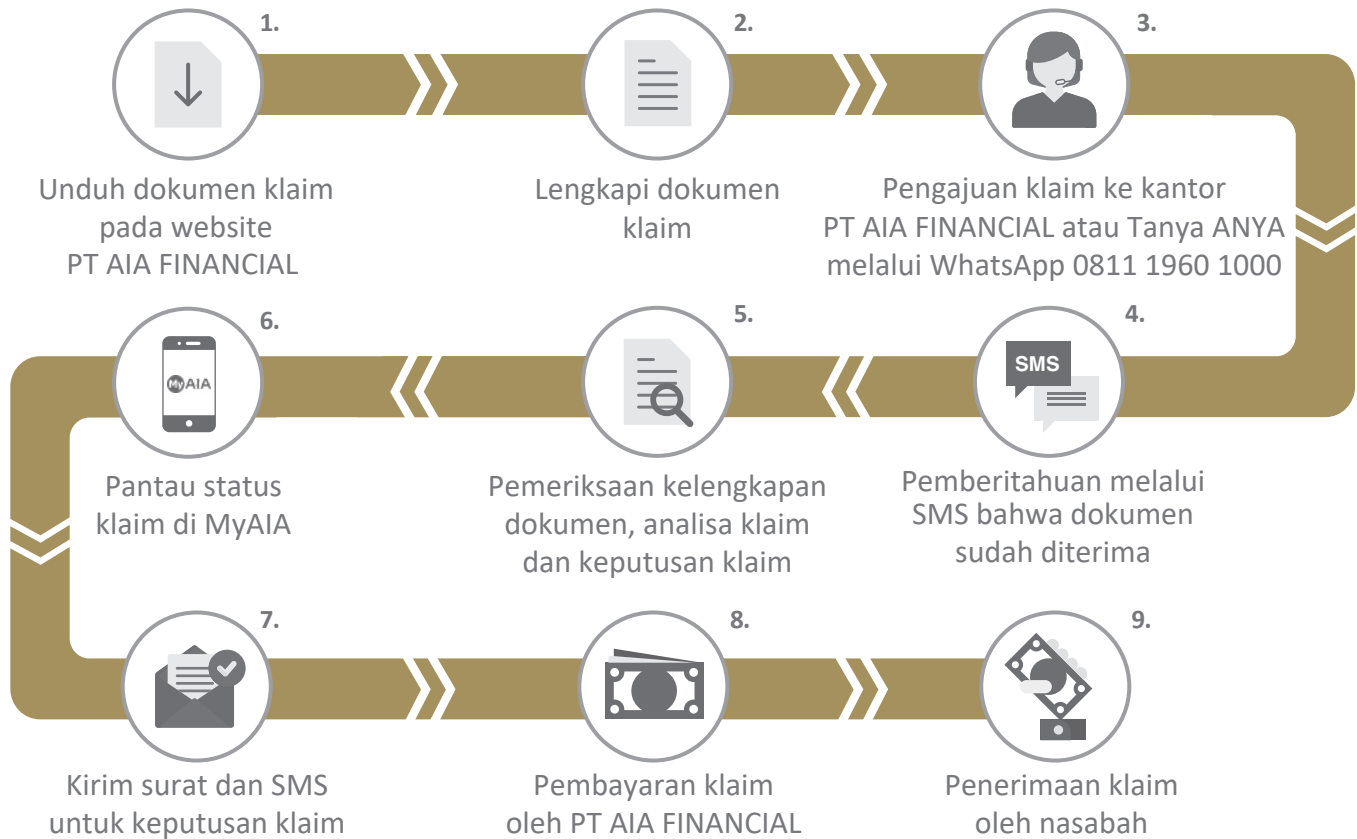 1.
Unduh dokumen klaim
pada website
PT AIA FINANCIAL
2.
Lengkapi dokumen
klaim
3.
Pengajuan klaim ke kantor
PT AIA FINANCIAL atau Tanya ANYA
melalui WhatsApp 0811 1960 1000
4.
SMS
Pemberitahuan melalui
SMS bahwa dokumen
sudah diterima
5.
Pemeriksaan kelengkapan
dokumen, analisa klaim
dan keputusan klaim
6.
MyAIA
Pantau status
klaim di MyAIA
7.
Kirim surat dan SMS
untuk keputusan klaim
8.
Pembayaran klaim
oleh PT AIA FINANCIAL
9.
Penerimaan klaim
oleh nasabah